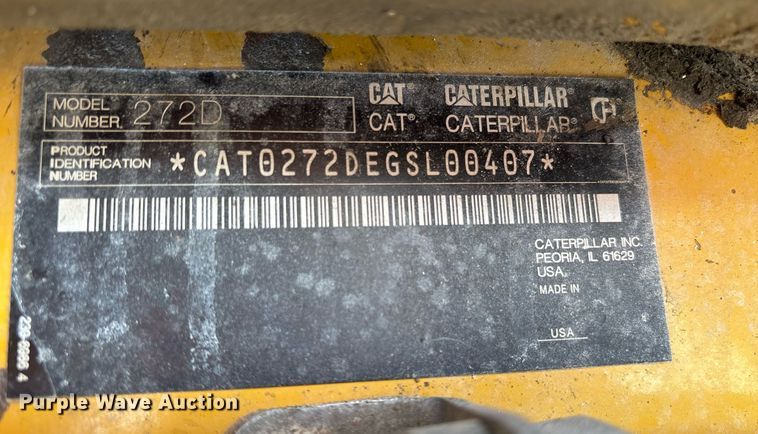 MODEL NUMBER 272D
CAT CATERPILLAR
CAT® CATERPILLAR®
PRODUCT IDENTIFICATION NUMBER *CAT0272DEGSL00407*
CATERPILLAR INC.
PEORIA, IL 61629
USA,
MADE IN
USA
Purple Wave Auction